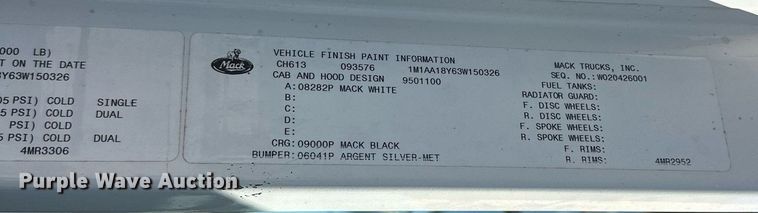 000 LB)
T ON THE DATE
8Y63W150326
05 PSI) COLD SINGLE
5 PSI) COLD DUAL
PSI) COLD
5 PSI) COLD DUAL
4MR3306
Mack
VEHICLE FINISH PAINT INFORMATION
CH613 093576 1M1AA18Y63W150326
CAB AND HOOD DESIGN 9501100
A: 08282P MACK WHITE
B:
C:
D:
E:
CRG: 09000P MACK BLACK
BUMPER: 06041P ARGENT SILVER-MET
MACK TRUCKS, INC.
SEQ. NO.: W020426001
FUEL TANKS:
RADIATOR GUARD:
F. DISC WHEELS:
R. DISC WHEELS:
F. SPOKE WHEELS:
R. SPOKE WHEELS:
F. RIMS:
R. RIMS: 4MR2952
Purple Wave Auction